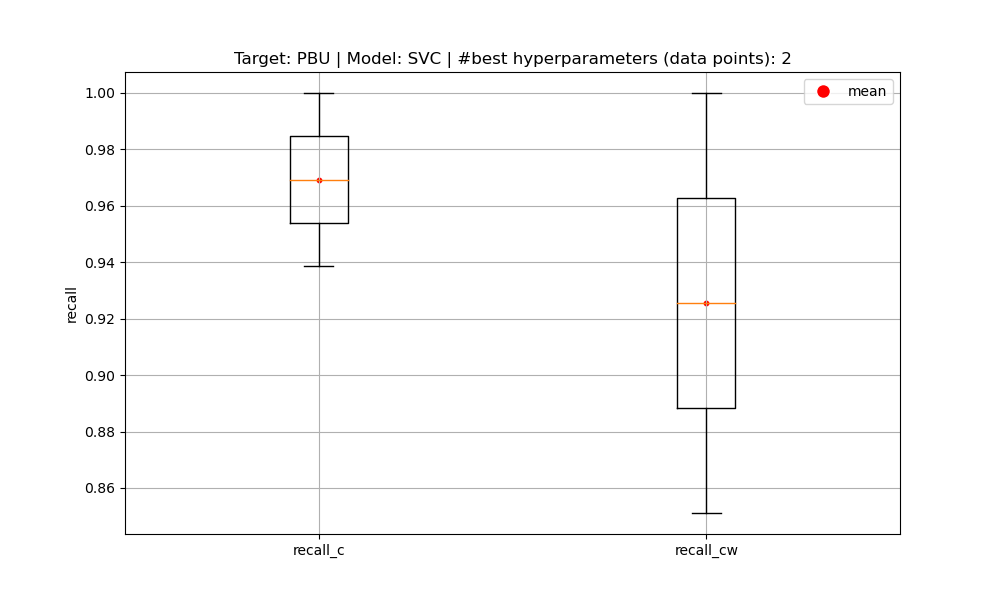 Target: PBU | Model: SVC | #best hyperparameters (data points): 2
mean
1.00
0.98
0.96
0.94
0.92
0.90
0.88
0.86
recall
recall_c
recall_cw